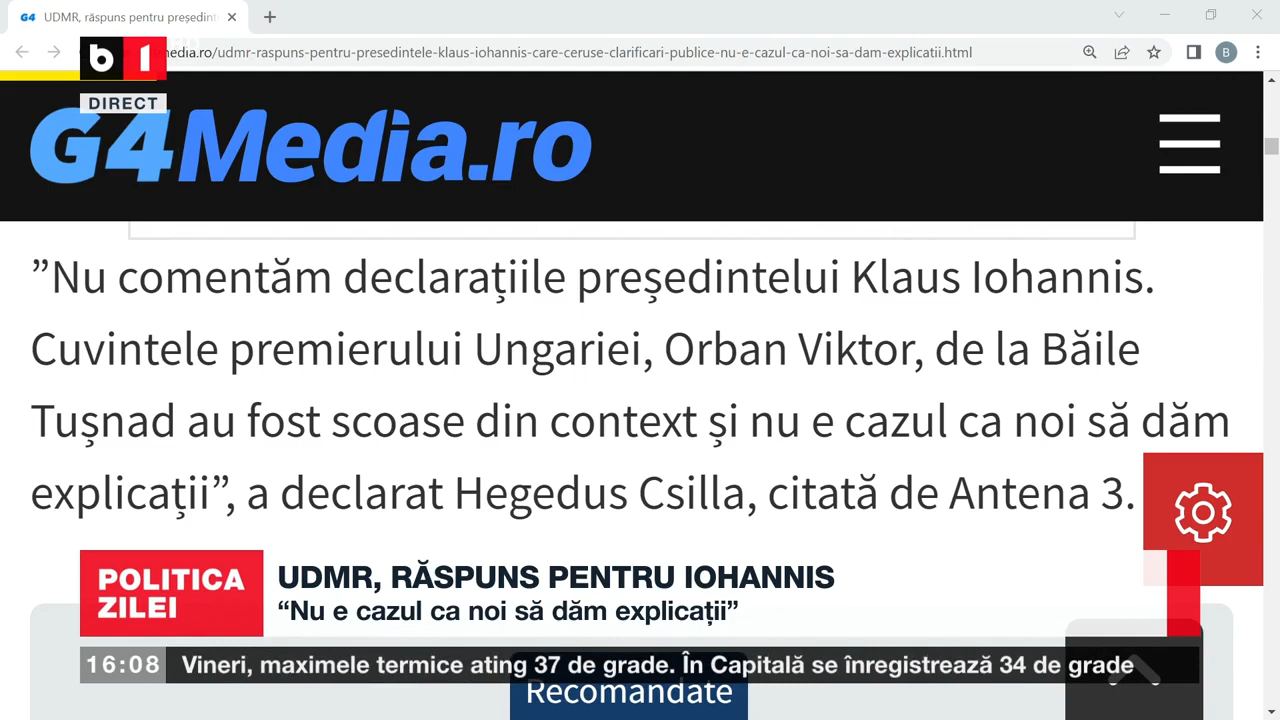 G4 UDMR, răspuns pentru președint
media.ro/udmr-raspuns-pentru-presedintele-klaus-iohannis-care-ceruse-clarificari-publice-nu-e-cazul-ca-noi-sa-dam-explicatii.html
B
b 1
DIRECT
G4Media.ro
”Nu comentăm declarațiile președintelui Klaus Iohannis.
Cuvintele premierului Ungariei, Orban Viktor, de la Băile
Tușnad au fost scoase din context și nu e cazul ca noi să dăm
explicații”, a declarat Hegedus Csilla, citată de Antena 3.
POLITICA
ZILEI
UDMR, RĂSPUNS PENTRU IOHANNIS
“Nu e cazul ca noi să dăm explicații”
16:08 Vineri, maximele termice ating 37 de grade. În Capitală se înregistrează 34 de grade
Recomandate